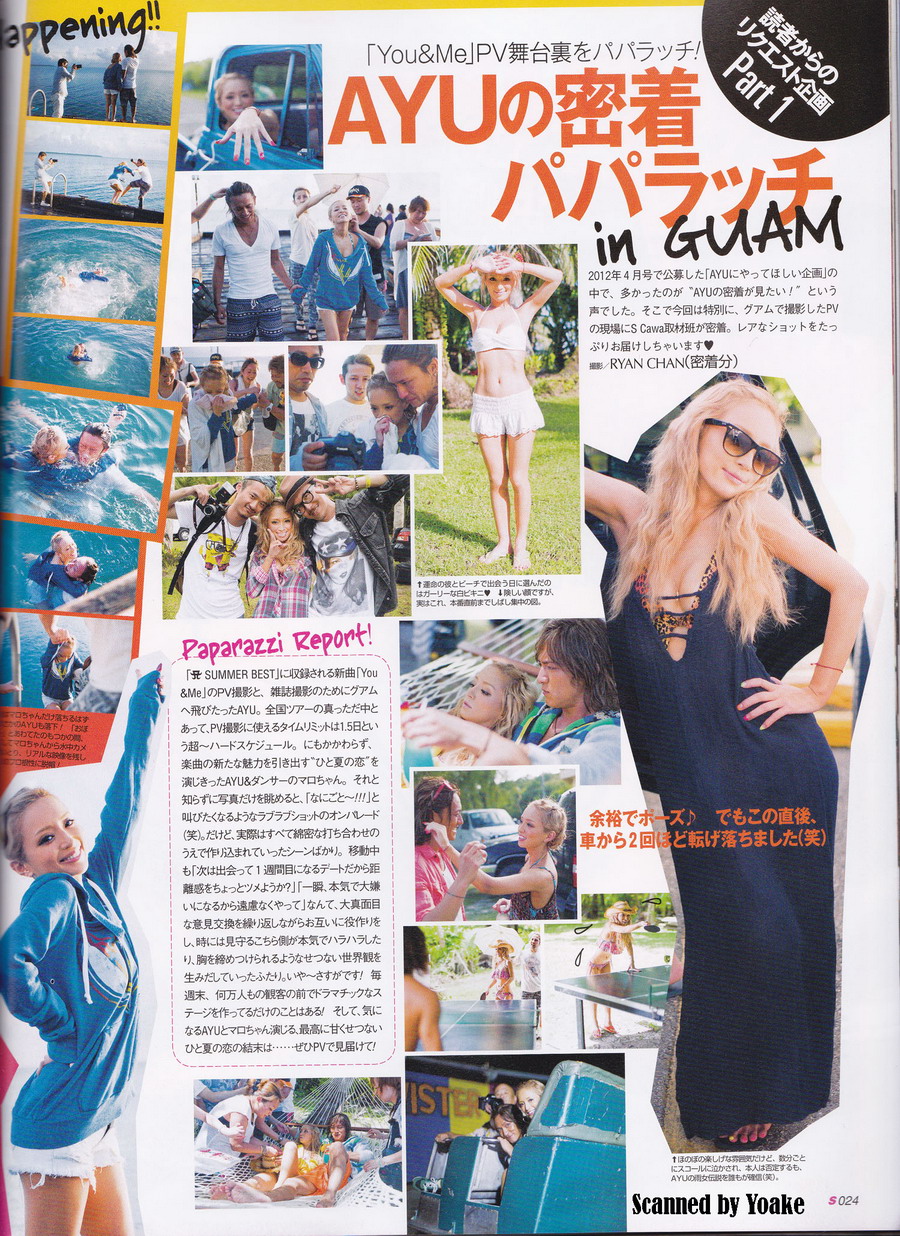 appening!!
読者からの
リクエスト企画
Part 1
「You&Me」PV舞台裏をパパラッチ!
AYUの密着
パパラッチ
in GUAM
2012年4月号で公募した「AYUにやってほしい企画」の
中で、多かったのが“AYUの密着が見たい!”という
声でした。そこで今回は特別に、グアムで撮影したPV
の現場にS Cawa取材班が密着。レアなショットをたっ
ぷりお届けしちゃいます♥
撮影/RYAN CHAN(密着分)
↑運命の彼とビーチで出会う日に選んだの
はガーリーな白ビキニ♥ ↓険しい顔ですが、
実はこれ、本番直前までしばし集中の図。
Paparazzi Report!
「A SUMMER BEST」に収録される新曲「You
&Me」のPV撮影と、雑誌撮影のためにグアム
へ飛びたったAYU。全国ツアーの真っただ中と
あって、PV撮影に使えるタイムリミットは1.5日とい
う超〜ハードスケジュール。にもかかわらず、
楽曲の新たな魅力を引き出す“ひと夏の恋”を
演じきったAYU&ダンサーのマロちゃん。それと
知らずに写真だけを眺めると、「なにごと〜!!!」と
叫びたくなるようなラブラブショットのオンパレード
(笑)。だけど、実際はすべて綿密な打ち合わせの
うえで作り込まれていったシーンばかり。移動中
も「次は出会って1週間目になるデートだから距
離感をちょっとツメようか?」「一瞬、本気で大嫌
いになるから遠慮なくやって」なんて、大真面目
な意見交換を繰り返しながらお互いに役作りを
し、時には見守るこちら側が本気でハラハラした
り、胸を締めつけられるようなせつない世界観を
生みだしていったふたり。いや〜さすがです! 毎
週末、何万人もの観客の前でドラマチックなス
テージを作ってるだけのことはある! そして、気に
なるAYUとマロちゃん演じる、最高に甘くせつない
ひと夏の恋の結末は……ぜひPVで見届けて!
マロちゃんだけ落ちるはず
のAYUも落下!「おぼ
とあわてたのもつかの間、
マロちゃんから水中カメ
り、リアルな映像を残し
プロ根性に脱帽!
余裕でポーズ♪ でもこの直後、
車から2回ほど転げ落ちました(笑)
ISTER
↑ほのぼの楽しげな雰囲気だけど、数分ごと
にスコールに泣かされ、本人は否定するも、
AYUの雨女伝説を誰もが確信(笑)。
Scanned by Yoake
S 024